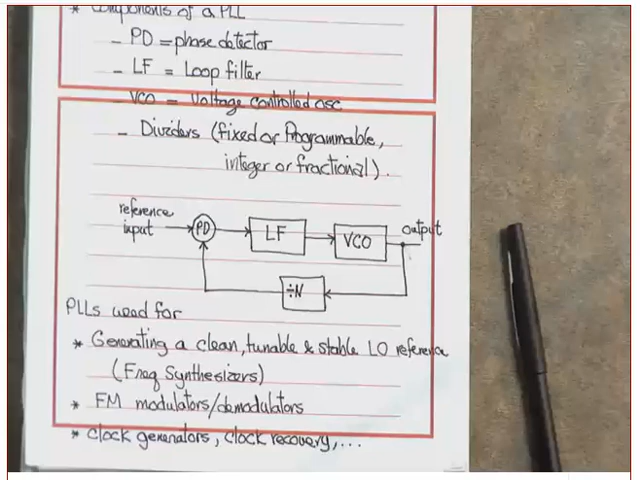 * Components of a PLL
- PD = phase detector
- LF = Loop filter
- VCO = Voltage controlled osc
- Dividers (fixed or Programmable,
integer or fractional).
reference
input
PD
LF
VCO
output
÷N
PLLs used for
* Generating a clean, tunable & stable LO reference
(Freq Synthesizers)
* FM modulators/demodulators
* clock generators, clock recovery, ...